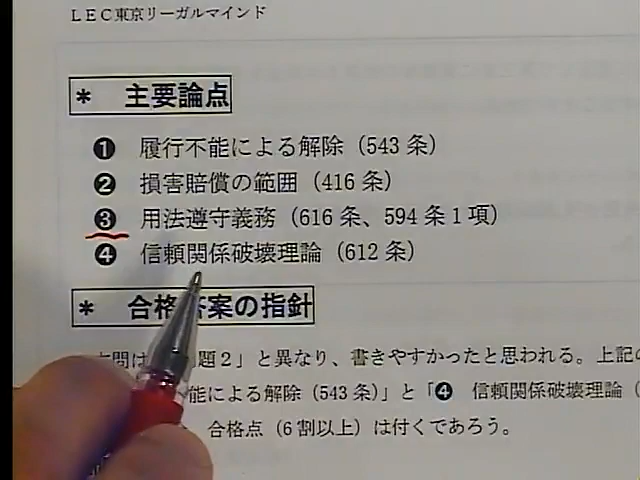 LEC東京リーガルマインド
* 主要論点
❶ 履行不能による解除（543条）
❷ 損害賠償の範囲（416条）
❸ 用法遵守義務（616条、594条1項）
❹ 信頼関係破壊理論（612条）
* 合格答案の指針
問は 題2」と異なり、書きやすかったと思われる。上記の
能による解除（543条）」と「❹ 信頼関係破壊理論（
合格点（6割以上）は付くであろう。